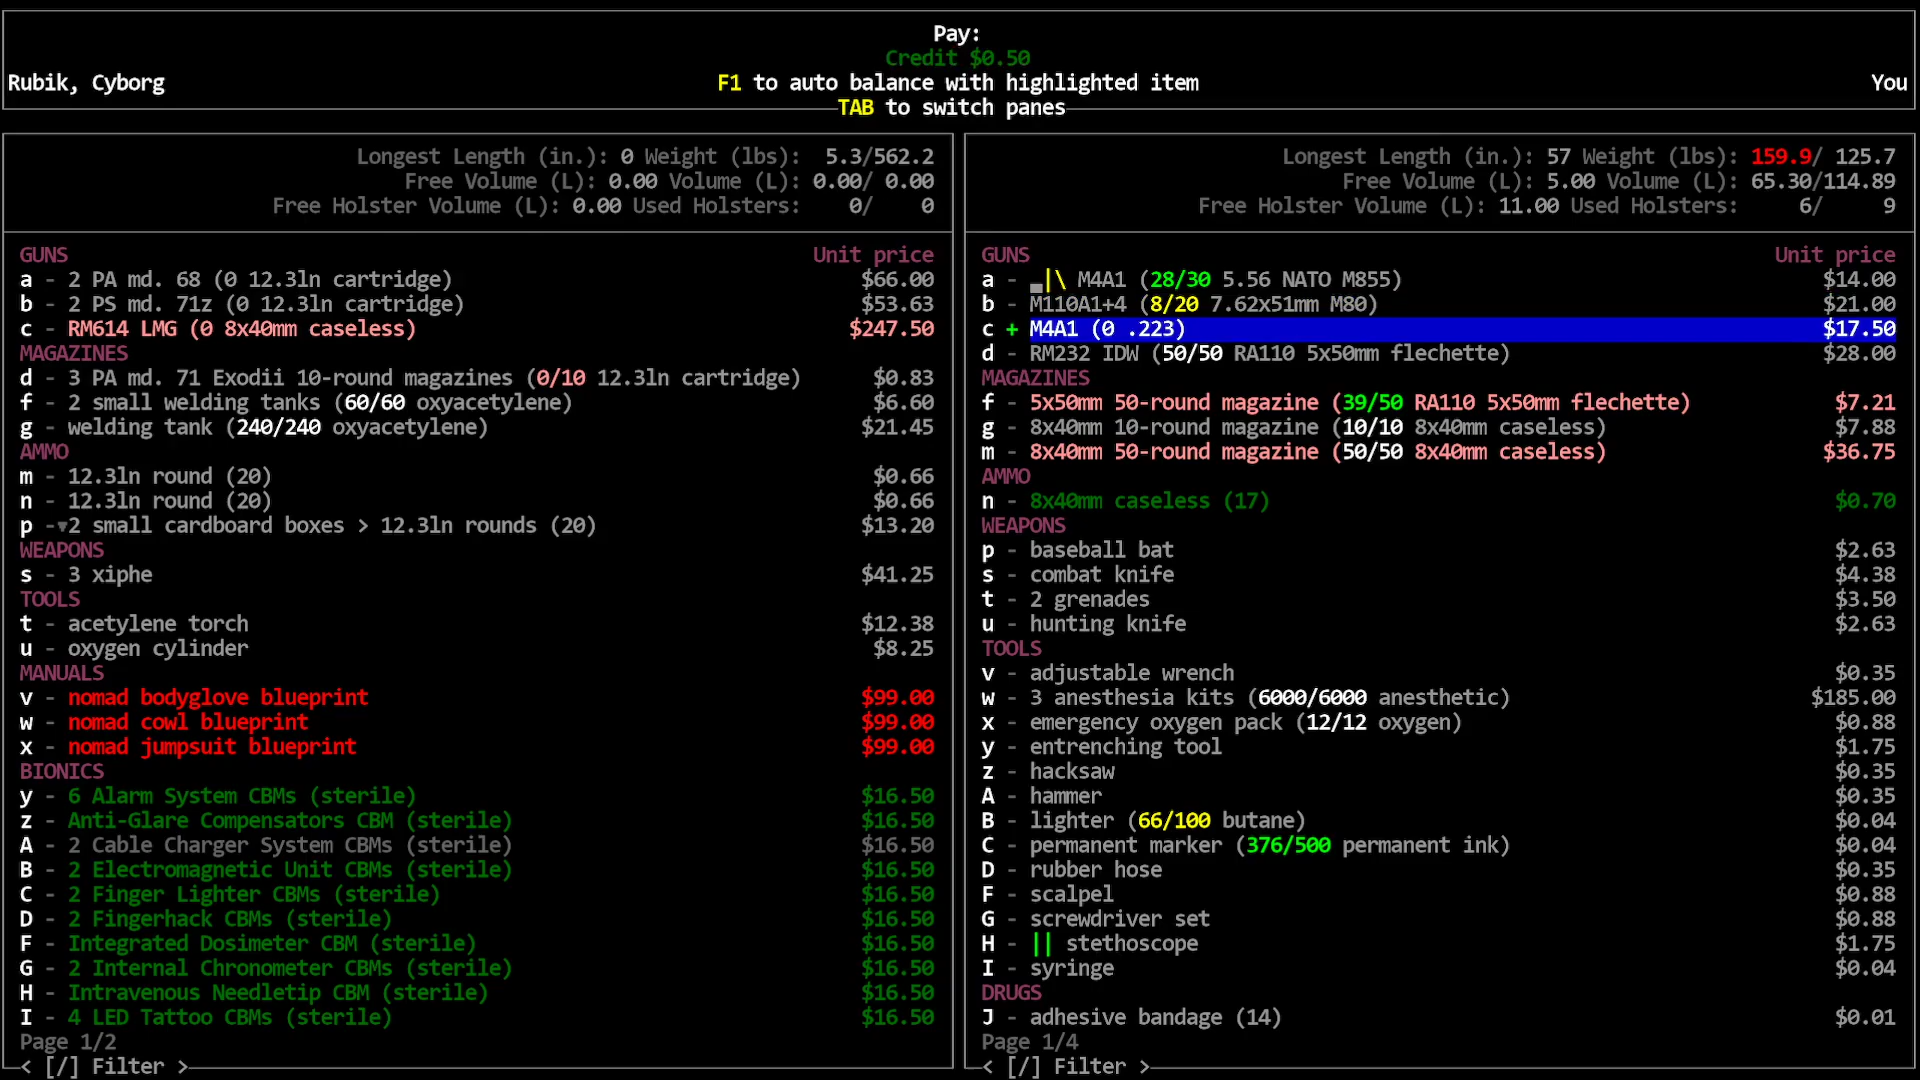 Pay:
Credit $0.50
Rubik, Cyborg F1 to auto balance with highlighted item You
TAB to switch panes
Longest Length (in.): 0 Weight (lbs): 5.3/562.2
Free Volume (L): 0.00 Volume (L): 0.00/ 0.00
Free Holster Volume (L): 0.00 Used Holsters: 0/ 0
GUNS Unit price
a - 2 PA md. 68 (0 12.3ln cartridge) $66.00
b - 2 PS md. 71z (0 12.3ln cartridge) $53.63
c - RM614 LMG (0 8x40mm caseless) $247.50
MAGAZINES
d - 3 PA md. 71 Exodii 10-round magazines (0/10 12.3ln cartridge) $0.83
f - 2 small welding tanks (60/60 oxyacetylene) $6.60
g - welding tank (240/240 oxyacetylene) $21.45
AMMO
m - 12.3ln round (20) $0.66
n - 12.3ln round (20) $0.66
p -▾2 small cardboard boxes > 12.3ln rounds (20) $13.20
WEAPONS
s - 3 xiphe $41.25
TOOLS
t - acetylene torch $12.38
u - oxygen cylinder $8.25
MANUALS
v - nomad bodyglove blueprint $99.00
w - nomad cowl blueprint $99.00
x - nomad jumpsuit blueprint $99.00
BIONICS
y - 6 Alarm System CBMs (sterile) $16.50
z - Anti-Glare Compensators CBM (sterile) $16.50
A - 2 Cable Charger System CBMs (sterile) $16.50
B - 2 Electromagnetic Unit CBMs (sterile) $16.50
C - 2 Finger Lighter CBMs (sterile) $16.50
D - 2 Fingerhack CBMs (sterile) $16.50
F - Integrated Dosimeter CBM (sterile) $16.50
G - 2 Internal Chronometer CBMs (sterile) $16.50
H - Intravenous Needletip CBM (sterile) $16.50
I - 4 LED Tattoo CBMs (sterile) $16.50
Page 1/2
< [/] Filter >
Longest Length (in.): 57 Weight (lbs): 159.9/ 125.7
Free Volume (L): 5.00 Volume (L): 65.30/114.89
Free Holster Volume (L): 11.00 Used Holsters: 6/ 9
GUNS Unit price
a - ▄|\ M4A1 (28/30 5.56 NATO M855) $14.00
b - M110A1+4 (8/20 7.62x51mm M80) $21.00
c + M4A1 (0 .223) $17.50
d - RM232 IDW (50/50 RA110 5x50mm flechette) $28.00
MAGAZINES
f - 5x50mm 50-round magazine (39/50 RA110 5x50mm flechette) $7.21
g - 8x40mm 10-round magazine (10/10 8x40mm caseless) $7.88
m - 8x40mm 50-round magazine (50/50 8x40mm caseless) $36.75
AMMO
n - 8x40mm caseless (17) $0.70
WEAPONS
p - baseball bat $2.63
s - combat knife $4.38
t - 2 grenades $3.50
u - hunting knife $2.63
TOOLS
v - adjustable wrench $0.35
w - 3 anesthesia kits (6000/6000 anesthetic) $185.00
x - emergency oxygen pack (12/12 oxygen) $0.88
y - entrenching tool $1.75
z - hacksaw $0.35
A - hammer $0.35
B - lighter (66/100 butane) $0.04
C - permanent marker (376/500 permanent ink) $0.04
D - rubber hose $0.35
F - scalpel $0.88
G - screwdriver set $0.88
H - || stethoscope $1.75
I - syringe $0.04
DRUGS
J - adhesive bandage (14) $0.01
Page 1/4
< [/] Filter >